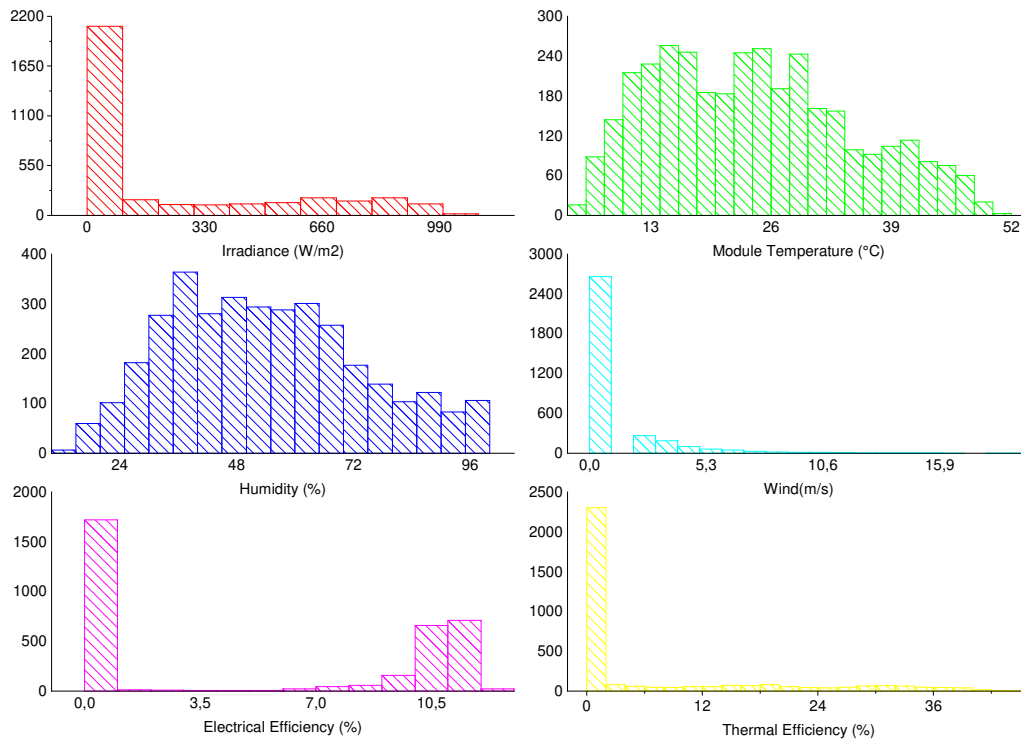 2200
1650
1100
550
0
0 330 660 990
Irradiance (W/m2)
300
240
180
120
60
0
13 26 39 52
Module Temperature (°C)
400
300
200
100
0
24 48 72 96
Humidity (%)
3000
2400
1800
1200
600
0
0,0 5,3 10,6 15,9
Wind(m/s)
2000
1500
1000
500
0
0,0 3,5 7,0 10,5
Electrical Efficiency (%)
2500
2000
1500
1000
500
0
0 12 24 36
Thermal Efficiency (%)